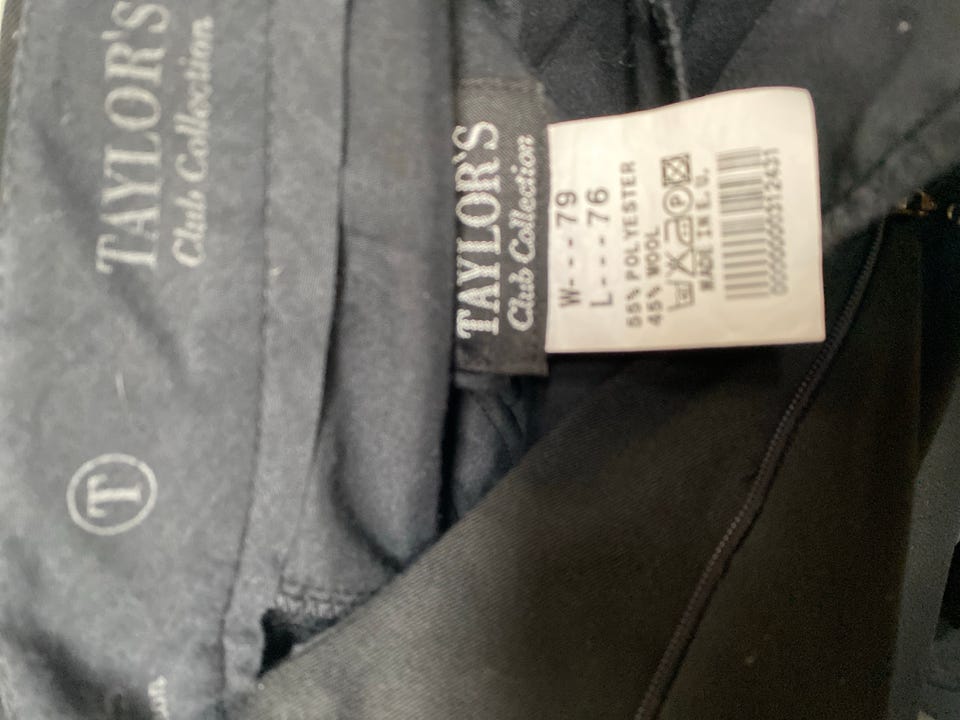 TAYLOR'S
Club Collection
T
TAYLOR'S
Club Collection
W---79
L---76
55% POLYESTER
45% WOOL
P
MADE IN E.U.